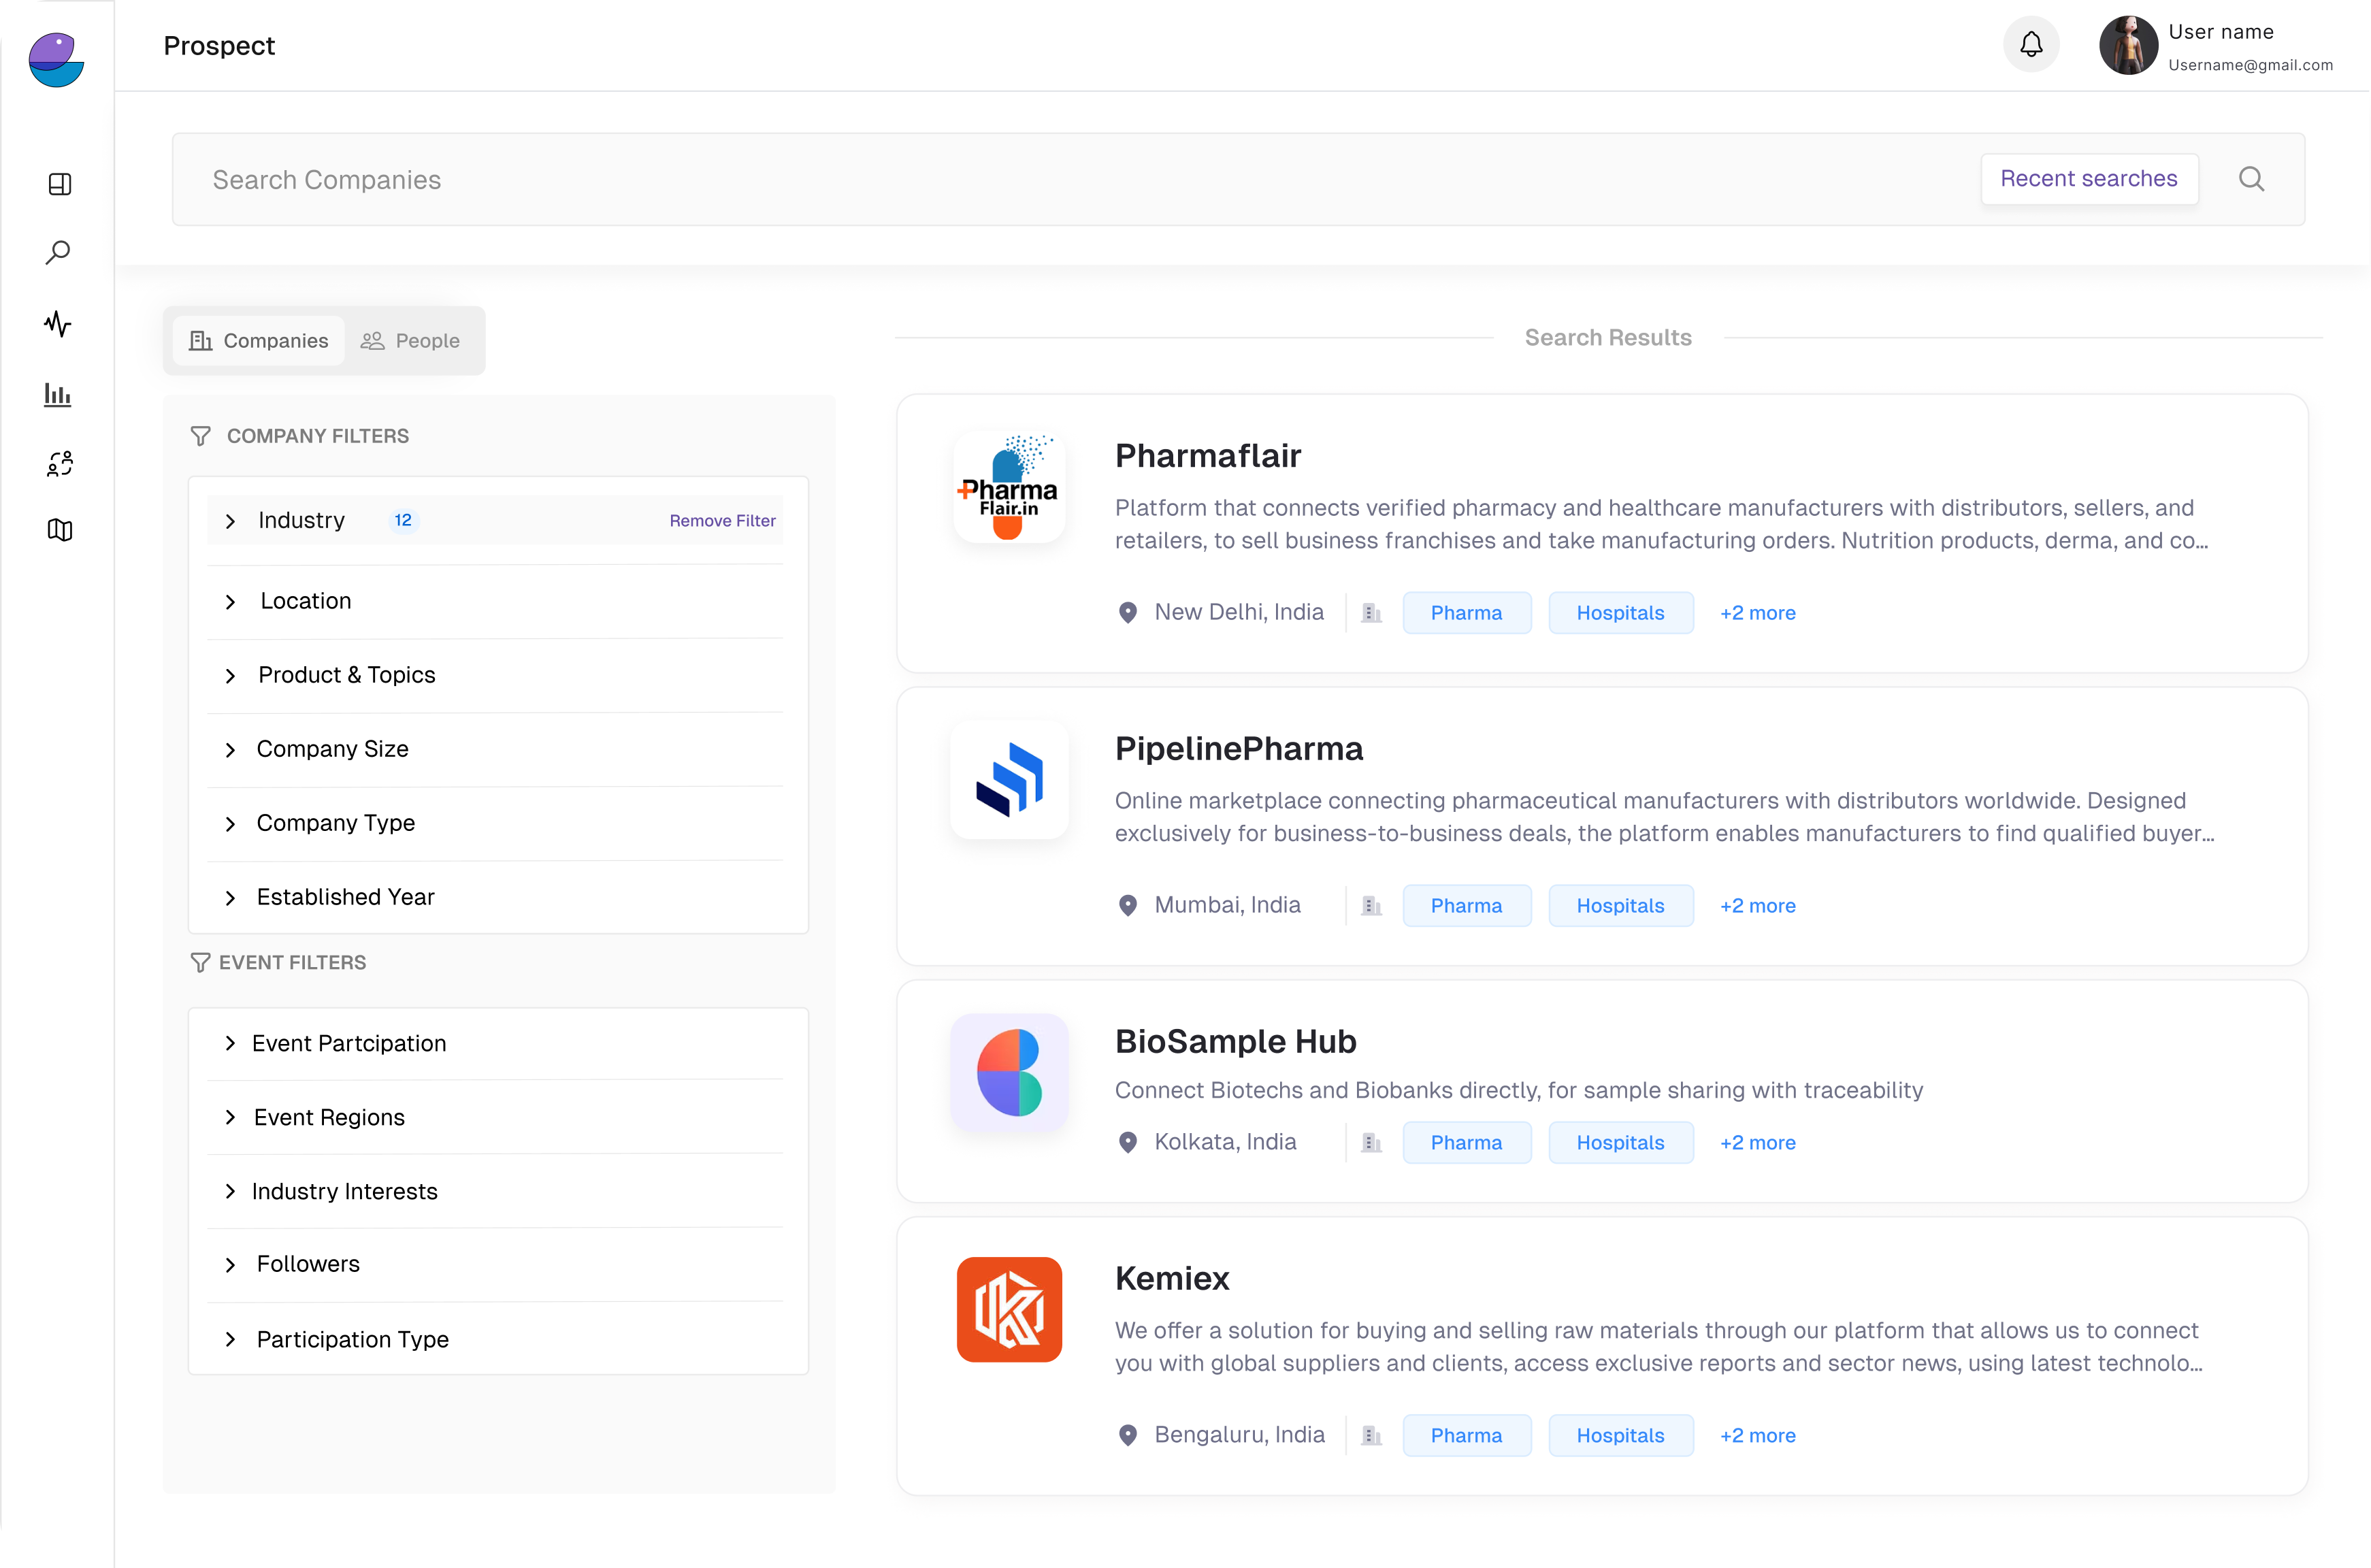 Prospect
User name
Username@gmail.com
Search Companies
Recent searches
Companies
People
Search Results
COMPANY FILTERS
Industry
12
Remove Filter
Location
Product & Topics
Company Size
Company Type
Established Year
EVENT FILTERS
Event Partcipation
Event Regions
Industry Interests
Followers
Participation Type
Pharma
Flair.in
Pharmaflair
Platform that connects verified pharmacy and healthcare manufacturers with distributors, sellers, and
retailers, to sell business franchises and take manufacturing orders. Nutrition products, derma, and co...
New Delhi, India
Pharma
Hospitals
+2 more
PipelinePharma
Online marketplace connecting pharmaceutical manufacturers with distributors worldwide. Designed
exclusively for business-to-business deals, the platform enables manufacturers to find qualified buyer...
Mumbai, India
Pharma
Hospitals
+2 more
BioSample Hub
Connect Biotechs and Biobanks directly, for sample sharing with traceability
Kolkata, India
Pharma
Hospitals
+2 more
Kemiex
We offer a solution for buying and selling raw materials through our platform that allows us to connect
you with global suppliers and clients, access exclusive reports and sector news, using latest technolo...
Bengaluru, India
Pharma
Hospitals
+2 more